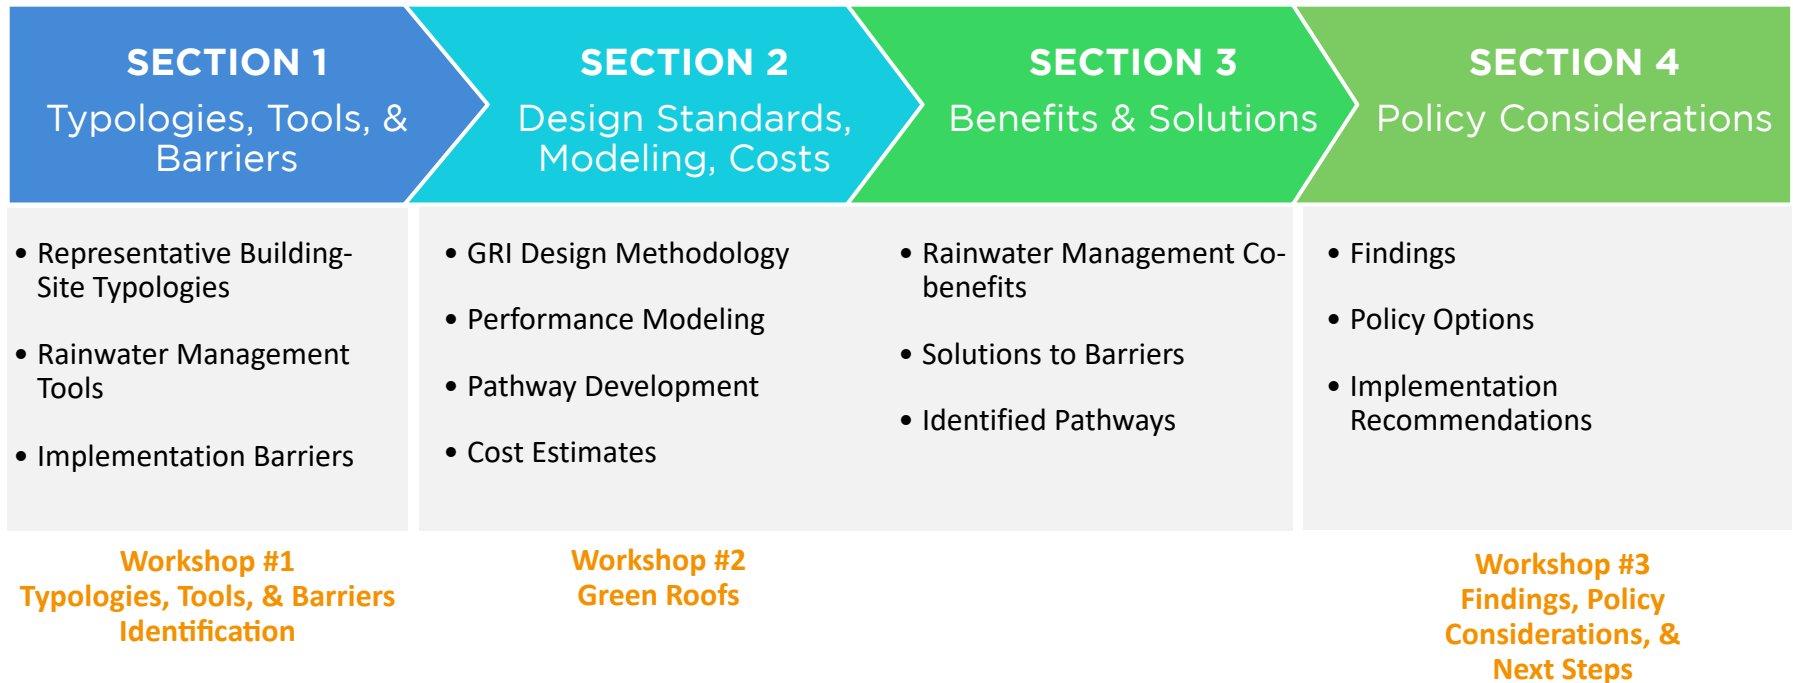 SECTION 1
Typologies, Tools, &
Barriers
• Representative Building-
Site Typologies
• Rainwater Management
Tools
• Implementation Barriers
Workshop #1
Typologies, Tools, & Barriers
Identification
SECTION 2
Design Standards,
Modeling, Costs
• GRI Design Methodology
• Performance Modeling
• Pathway Development
• Cost Estimates
Workshop #2
Green Roofs
SECTION 3
Benefits & Solutions
• Rainwater Management Co-
benefits
• Solutions to Barriers
• Identified Pathways
SECTION 4
Policy Considerations
• Findings
• Policy Options
• Implementation
Recommendations
Workshop #3
Findings, Policy
Considerations, &
Next Steps